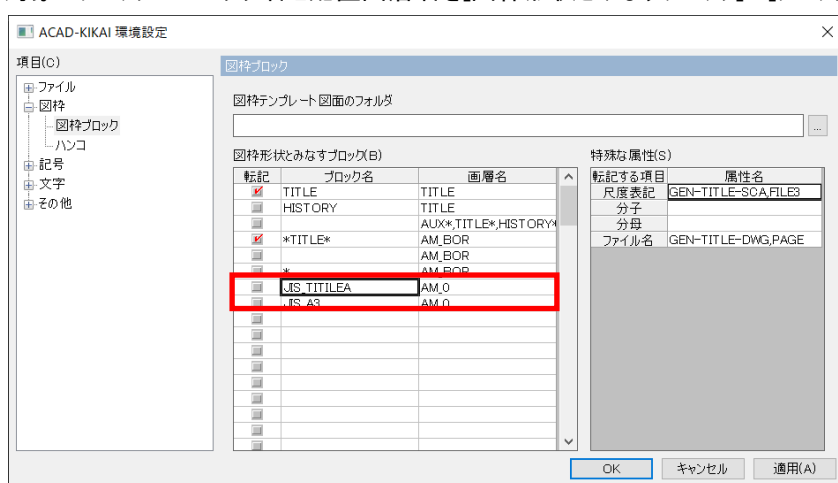 ACAD-KIKAI 環境設定
項目(C)
ファイル
図枠
図枠ブロック
ハンコ
記号
文字
その他
図枠ブロック
図枠テンプレート図面のフォルダ
...
図枠形状とみなすブロック(B)
転記 ブロック名 画層名
TITLE TITLE
HISTORY TITLE
AUX*,TITLE*,HISTORY*
*TITLE* AM_BOR
AM_BOR
* AM_BOR
JIS_TITILEA AM_0
JIS_A3 AM_0
特殊な属性(S)
転記する項目 属性名
尺度表記 GEN-TITLE-SCA,FILE3
分子
分母
ファイル名 GEN-TITLE-DWG,PAGE
OK キャンセル 適用(A)